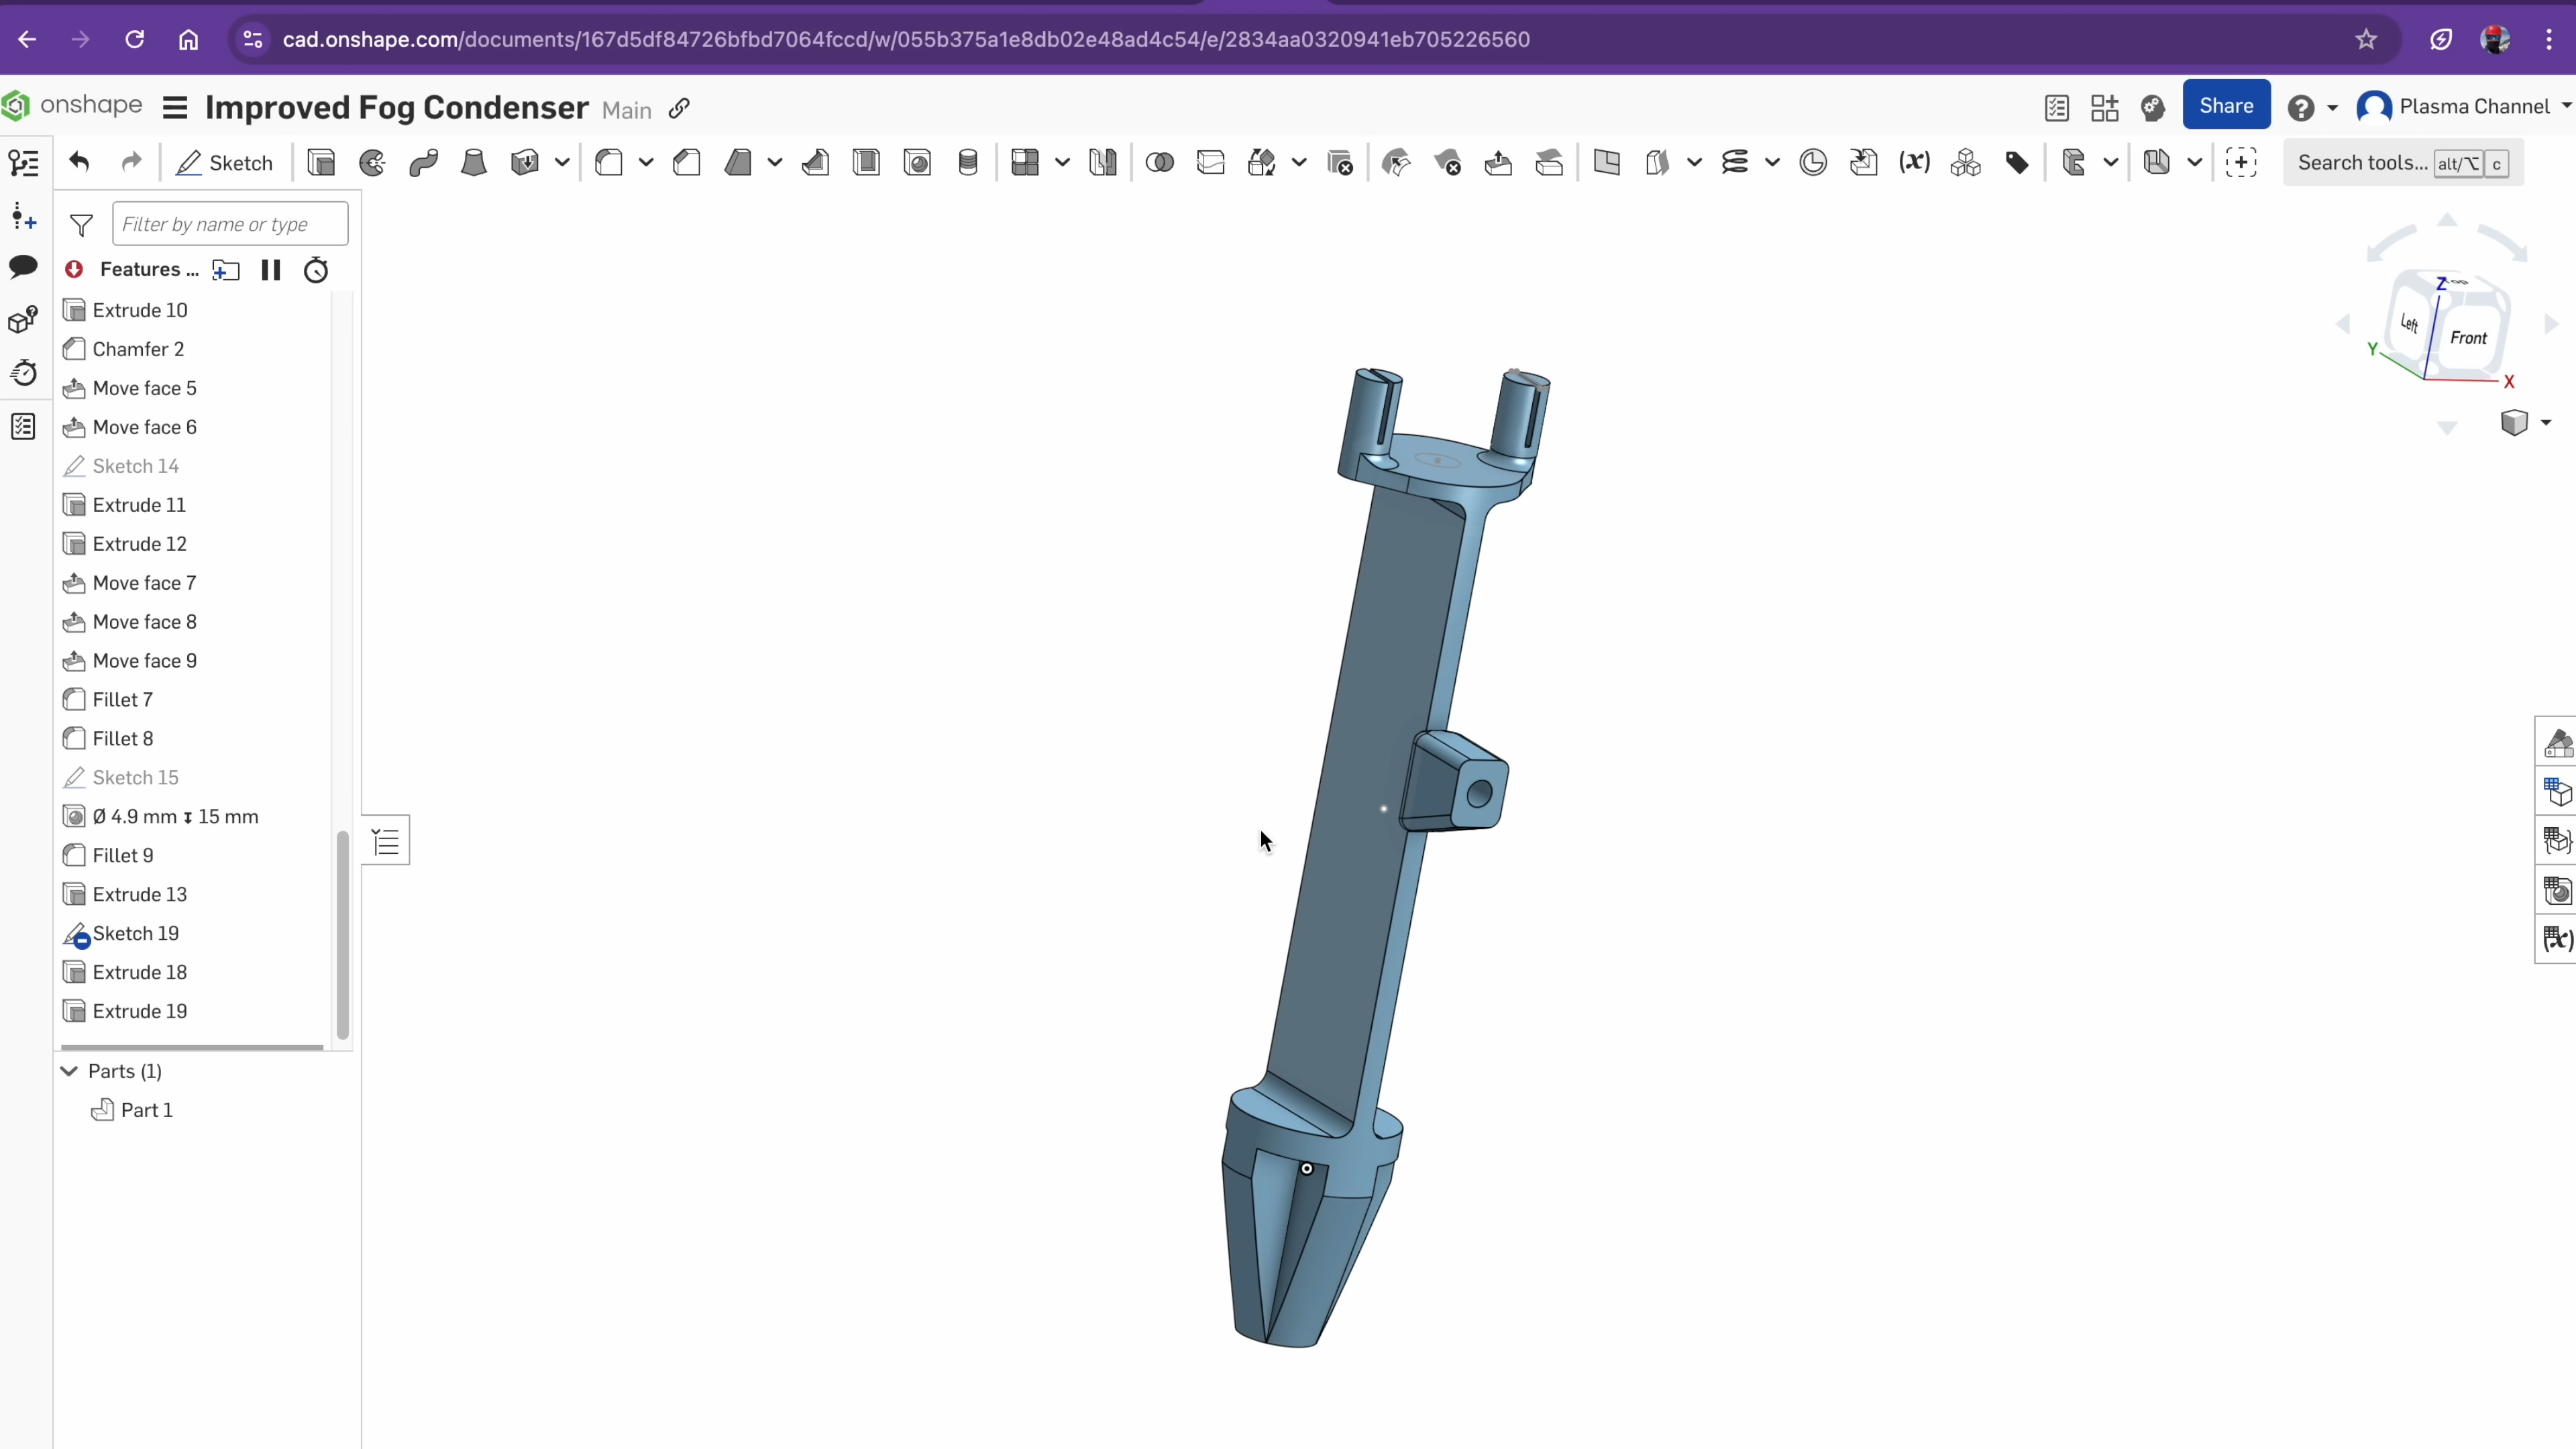 cad.onshape.com/documents/167d5df84726bfbd7064fccd/w/055b375a1e8db02e48ad4c54/e/2834aa0320941eb705226560
onshape Improved Fog Condenser Main Share Plasma Channel
Sketch (x) Search tools... alt/⌥ c
Filter by name or type
Features ...
Extrude 10
Chamfer 2
Move face 5
Move face 6
Sketch 14
Extrude 11
Extrude 12
Move face 7
Move face 8
Move face 9
Fillet 7
Fillet 8
Sketch 15
Ø 4.9 mm ↧ 15 mm
Fillet 9
Extrude 13
Sketch 19
Extrude 18
Extrude 19
Parts (1)
Part 1
Z Top
Left Front
Y
X
(x)